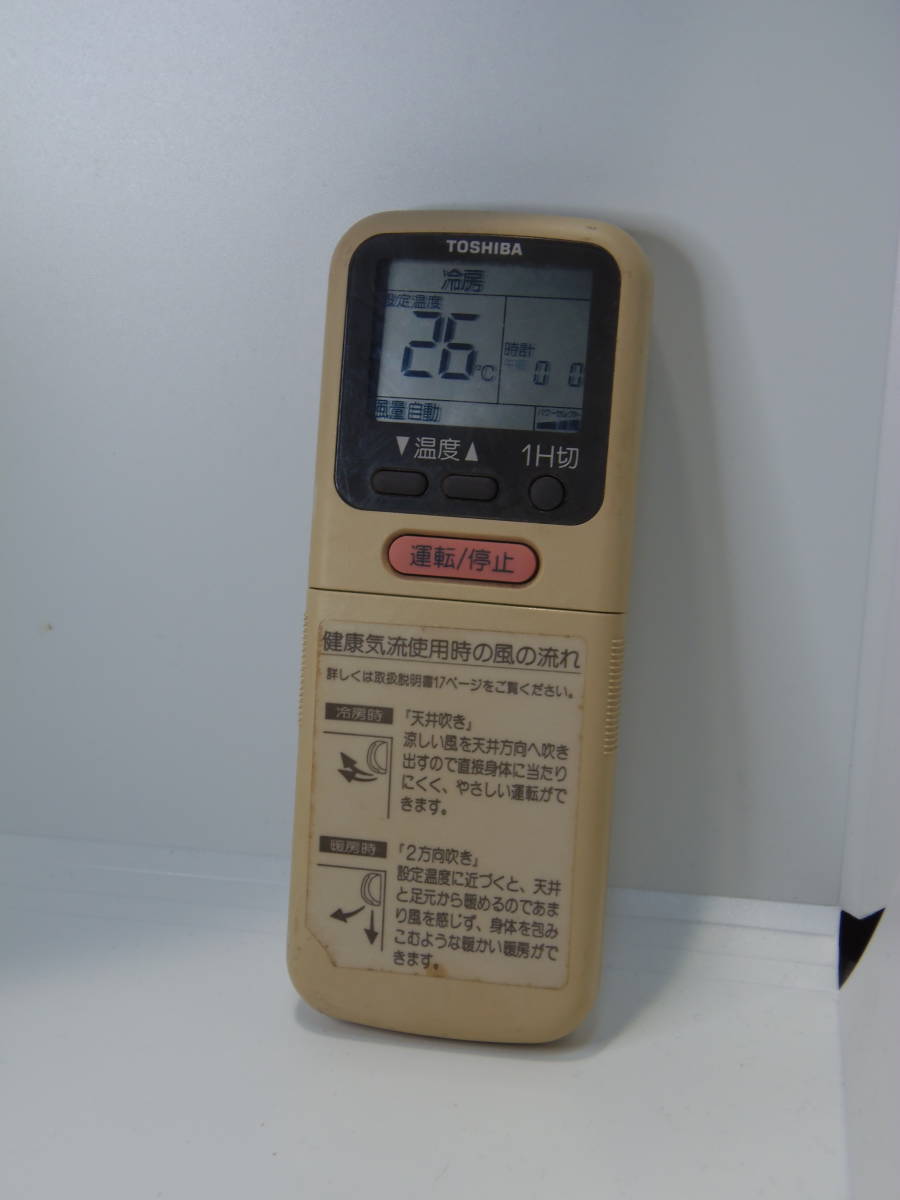 TOSHIBA
冷房
設定温度
26℃
時計
午前
0 0
風量 自動
パワーセレクター
▼温度▲
1H切
運転/停止
健康気流使用時の風の流れ
詳しくは取扱説明書17ページをご覧ください。
冷房時
「天井吹き」
涼しい風を天井方向へ吹き
出すので直接身体に当たり
にくく、やさしい運転がで
きます。
暖房時
「2方向吹き」
設定温度に近づくと、天井
と足元から暖めるのであま
り風を感じず、身体を包み
こむような暖かい暖房がで
きます。